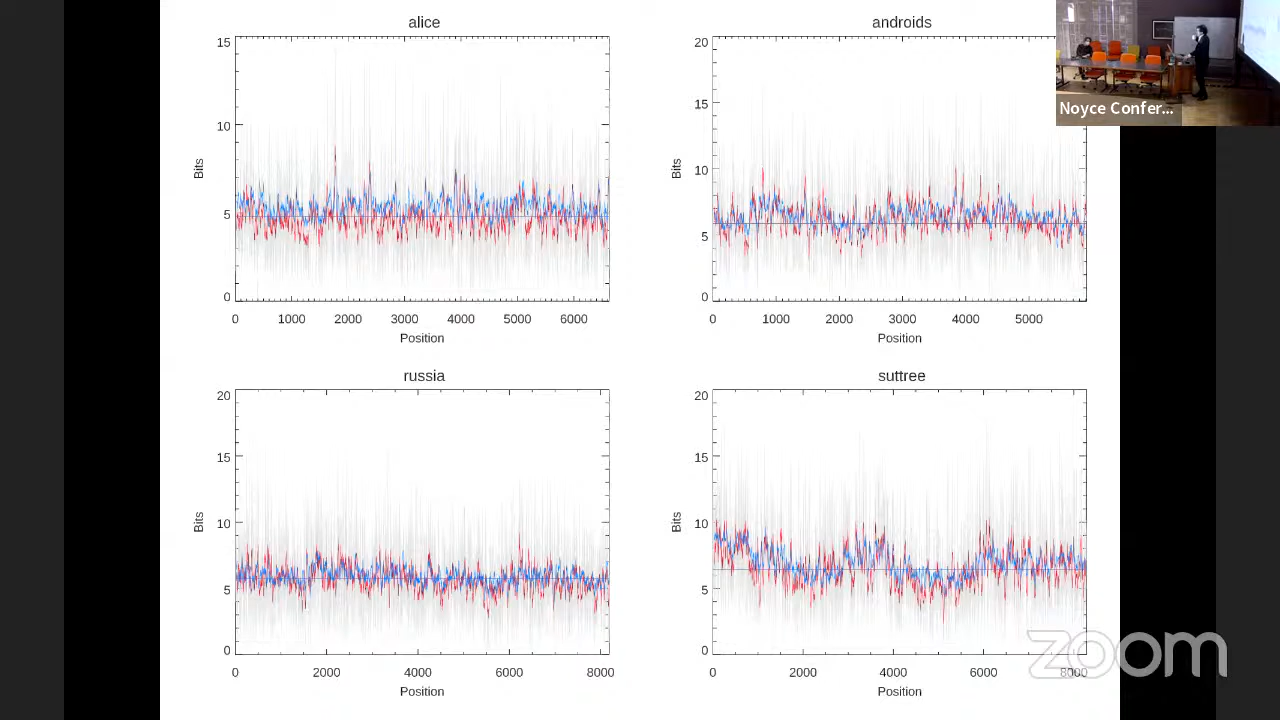 alice
15
10
5
0
Bits
0 1000 2000 3000 4000 5000 6000
Position
androids
20
15
10
5
0
Bits
0 1000 2000 3000 4000 5000
Position
Noyce Confer...
russia
20
15
10
5
0
Bits
0 2000 4000 6000 8000
Position
suttree
20
15
10
5
0
Bits
0 2000 4000 6000 8000
Position
zoom